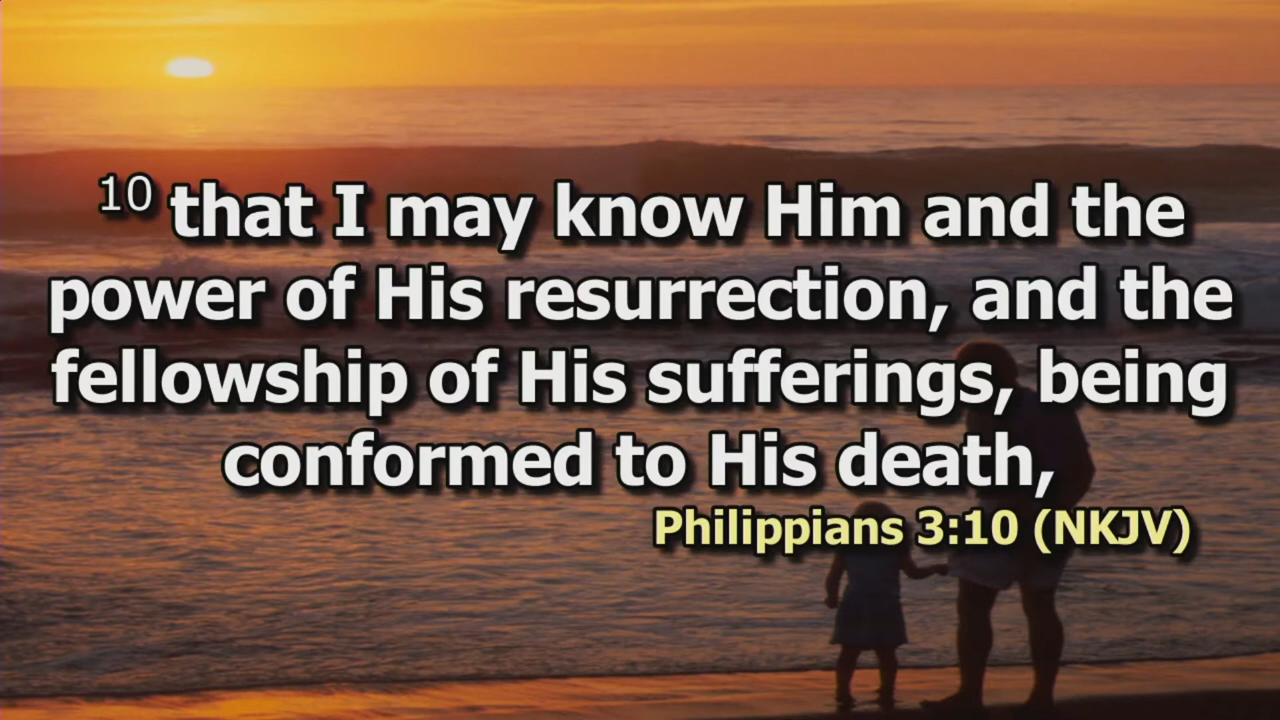 10 that I may know Him and the
power of His resurrection, and the
fellowship of His sufferings, being
conformed to His death,
Philippians 3:10 (NKJV)